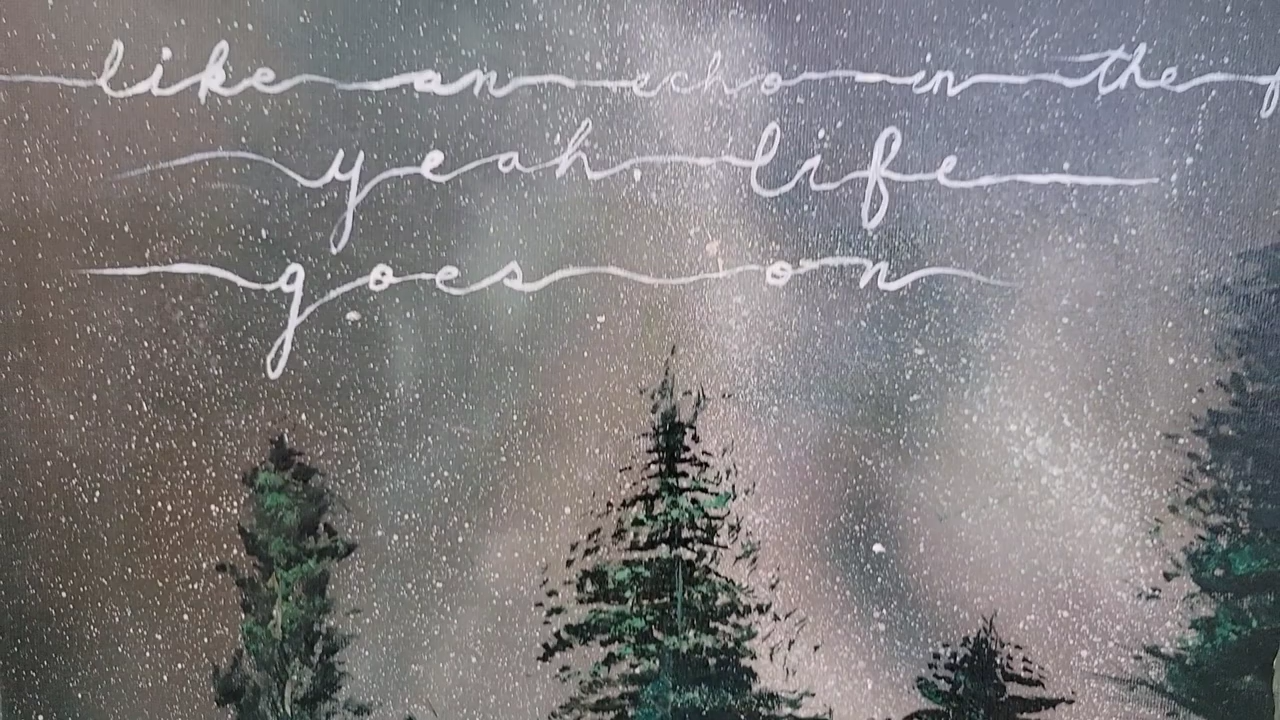 like an echo in the
yeah life
goes on